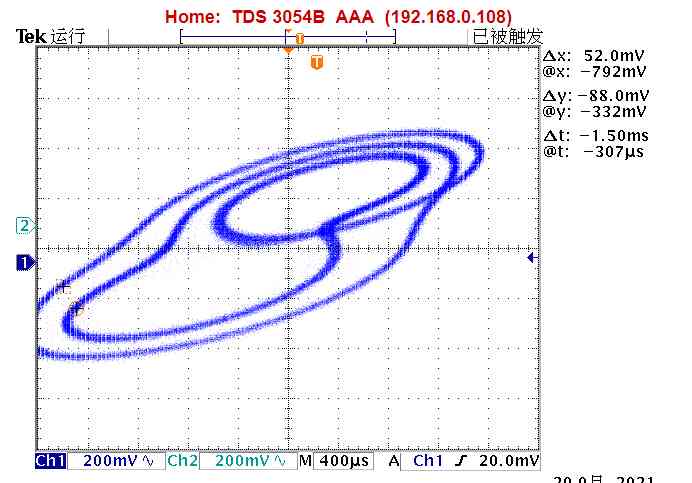 Home: TDS 3054B AAA (192.168.0.108)
Tek 运行 已被触发
T
T
Δx: 52.0mV
@x: -792mV
Δy: -88.0mV
@y: -332mV
Δt: -1.50ms
@t: -307μs
2
1
Ch1 200mV Ch2 200mV M 400μs A Ch1 20.0mV